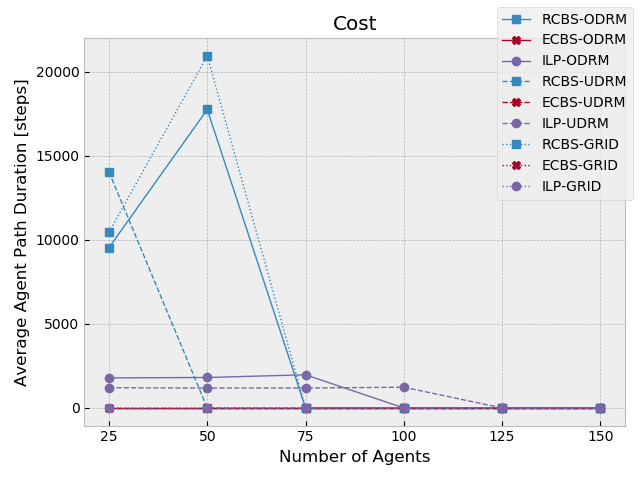 Cost
RCBS-ODRM
ECBS-ODRM
ILP-ODRM
RCBS-UDRM
ECBS-UDRM
ILP-UDRM
RCBS-GRID
ECBS-GRID
ILP-GRID
Average Agent Path Duration [steps]
20000
15000
10000
5000
0
25 50 75 100 125 150
Number of Agents